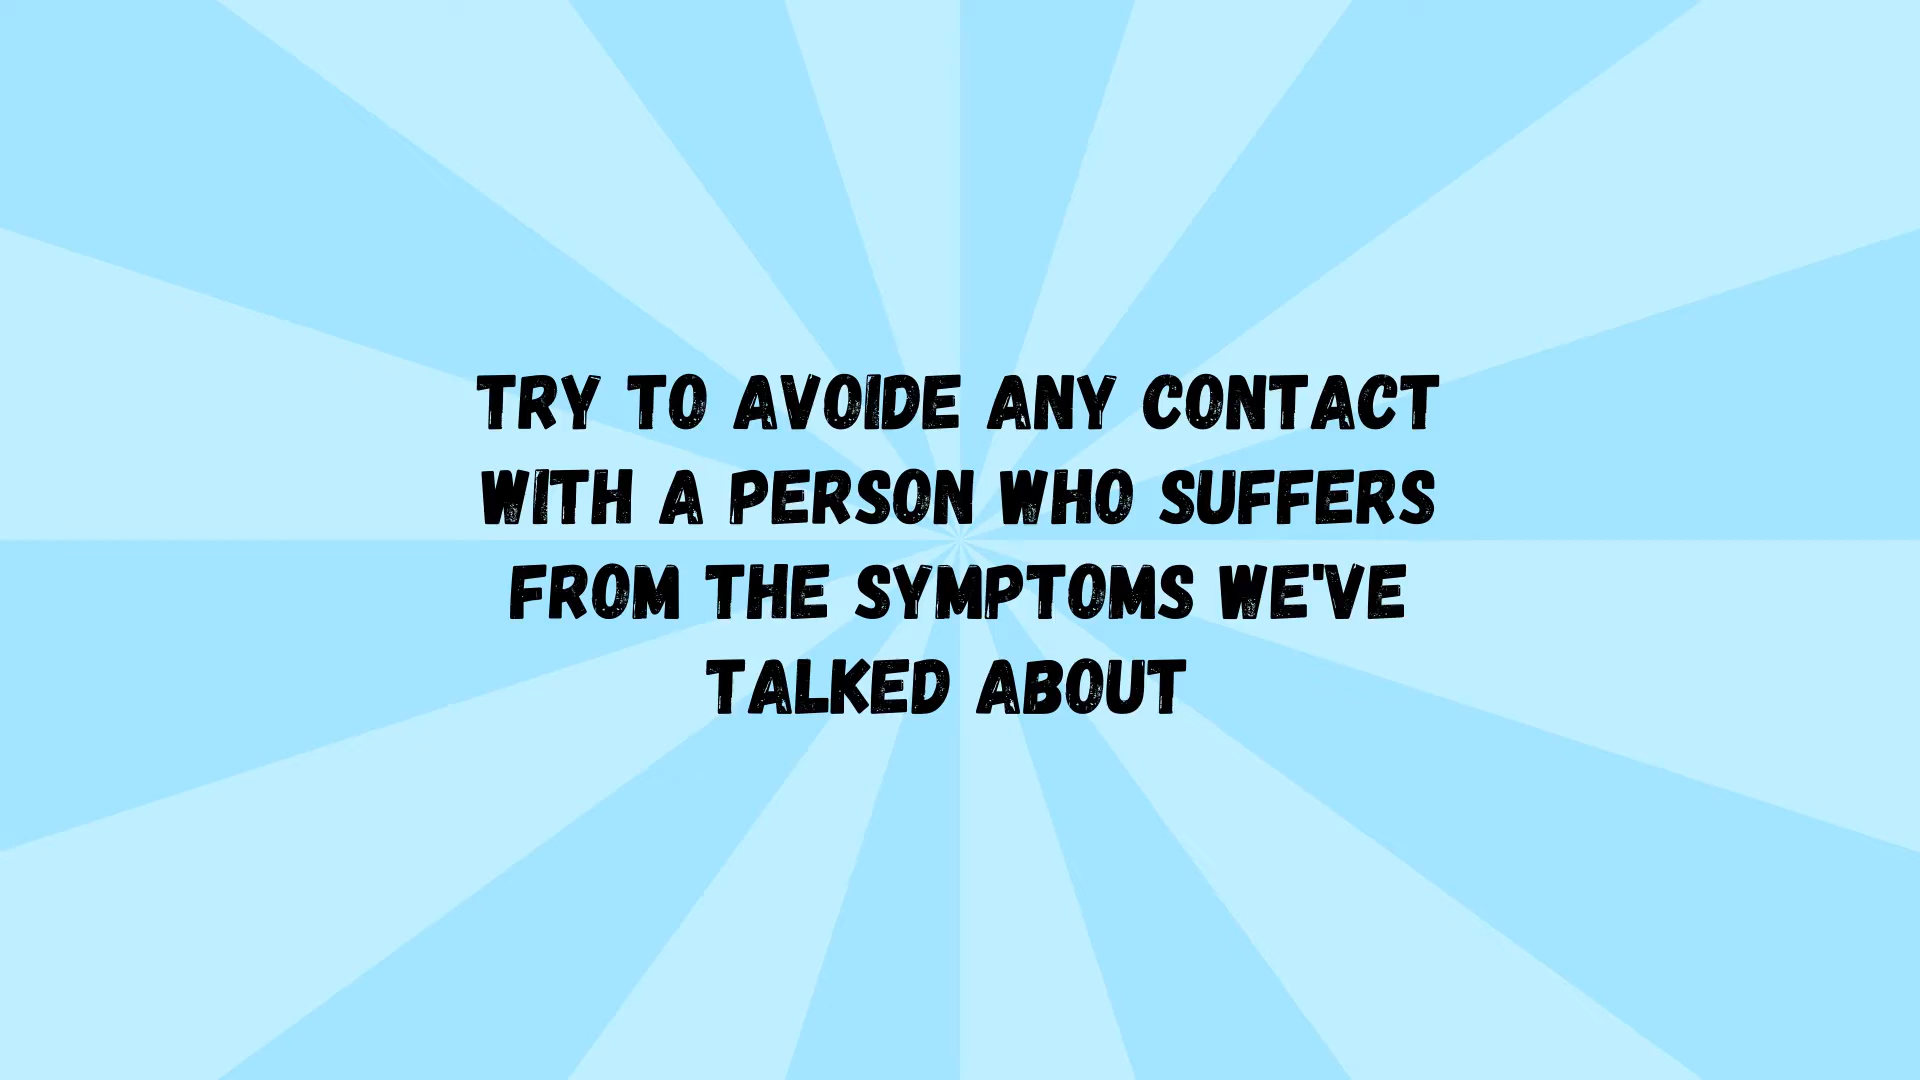 TRY TO AVOIDE ANY CONTACT
WITH A PERSON WHO SUFFERS
FROM THE SYMPTOMS WE'VE
TALKED ABOUT